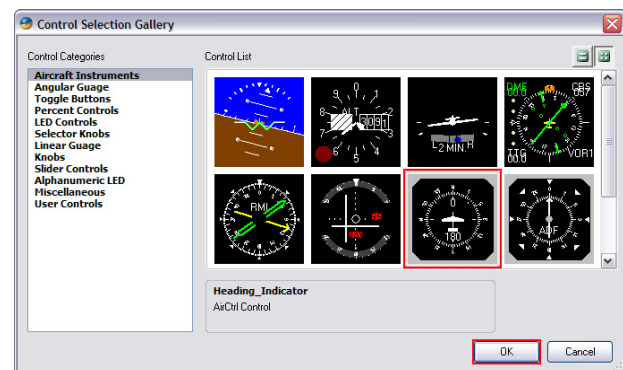 Control Selection Gallery
Control Categories
Control List
Aircraft Instruments
Angular Guage
Toggle Buttons
Percent Controls
LED Controls
Selector Knobs
Linear Guage
Knobs
Slider Controls
Alphanumeric LED
Miscellaneous
User Controls
ALT
L 2 MIN. R
DME
CRS
VOR1
RMI
0
180
ADF
Heading_Indicator
AirCtrl Control
OK
Cancel